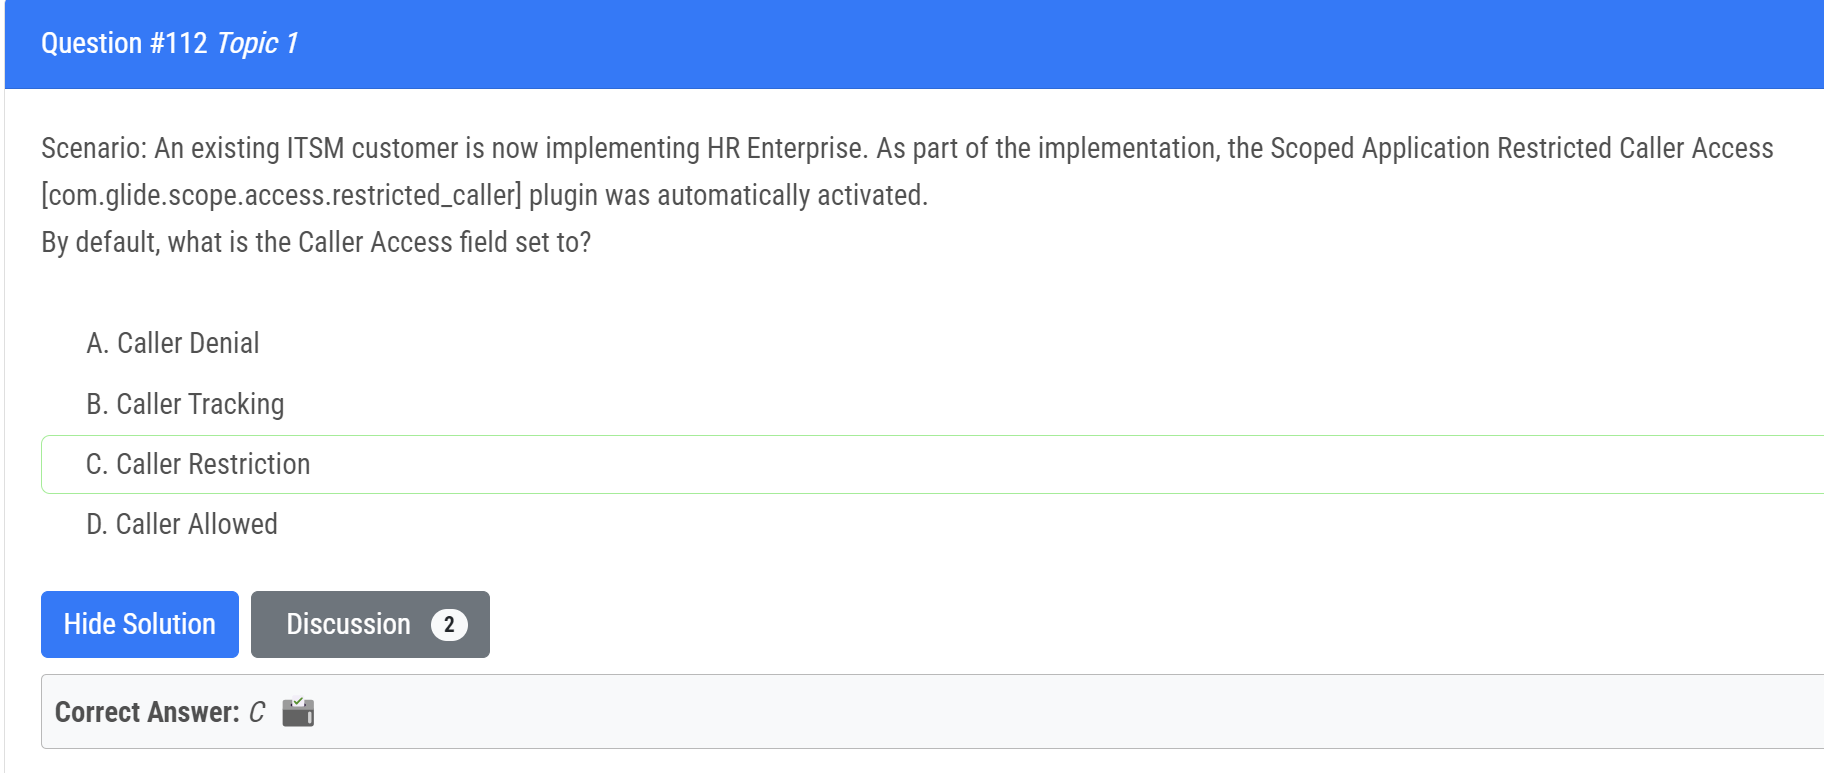 Question #112 Topic 1
Scenario: An existing ITSM customer is now implementing HR Enterprise. As part of the implementation, the Scoped Application Restricted Caller Access
[com.glide.scope.access.restricted_caller] plugin was automatically activated.
By default, what is the Caller Access field set to?
A. Caller Denial
B. Caller Tracking
C. Caller Restriction
D. Caller Allowed
Hide Solution Discussion 2
Correct Answer: C